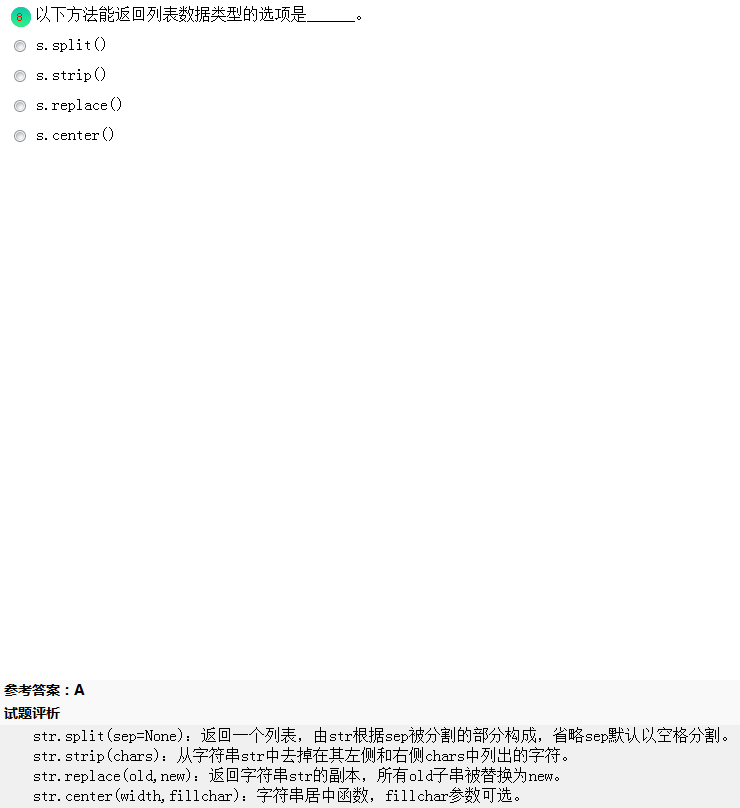 8 以下方法能返回列表数据类型的选项是______。
s.split()
s.strip()
s.replace()
s.center()
参考答案：A
试题评析
str.split(sep=None)：返回一个列表，由str根据sep被分割的部分构成，省略sep默认以空格分割。
str.strip(chars)：从字符串str中去掉在其左侧和右侧chars中列出的字符。
str.replace(old,new)：返回字符串str的副本，所有old子串被替换为new。
str.center(width,fillchar)：字符串居中函数，fillchar参数可选。